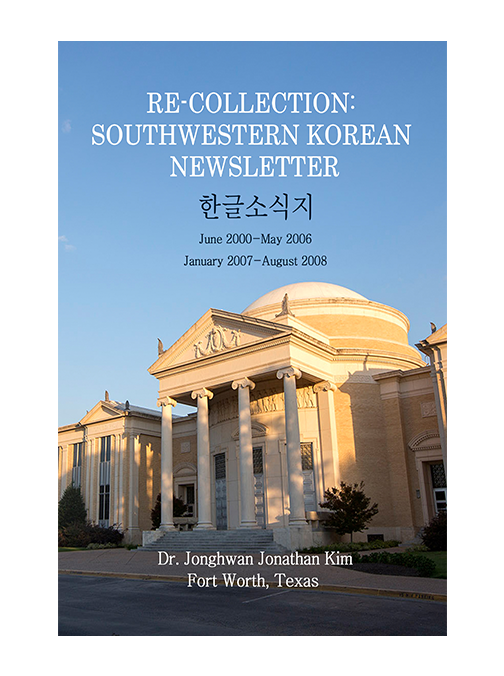 RE-COLLECTION:
SOUTHWESTERN KOREAN
NEWSLETTER
한글소식지
June 2000–May 2006
January 2007–August 2008
Dr. Jonghwan Jonathan Kim
Fort Worth, Texas